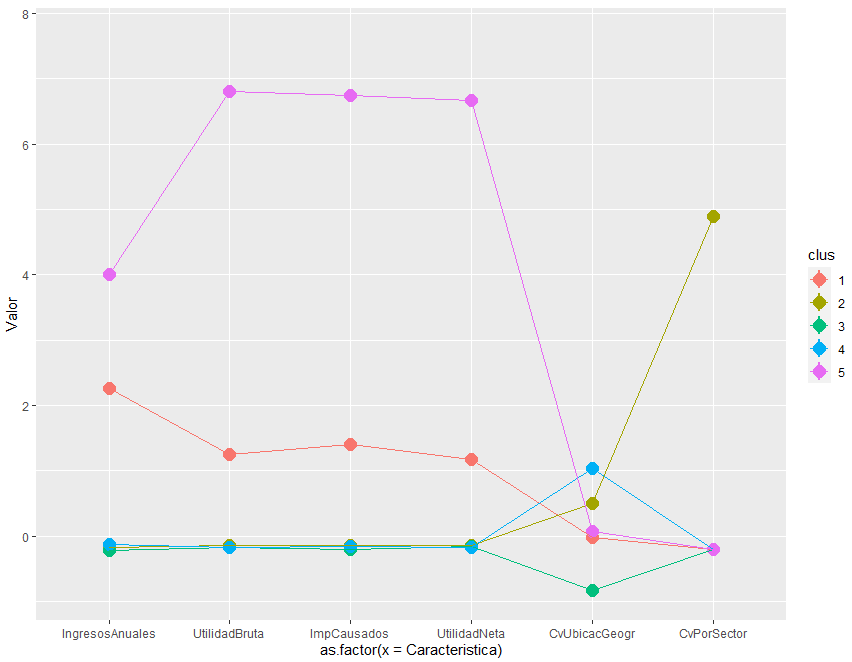 8
6
4
2
0
Valor
IngresosAnuales
UtilidadBruta
ImpCausados
UtilidadNeta
CvUbicacGeogr
CvPorSector
as.factor(x = Caracteristica)
clus
1
2
3
4
5